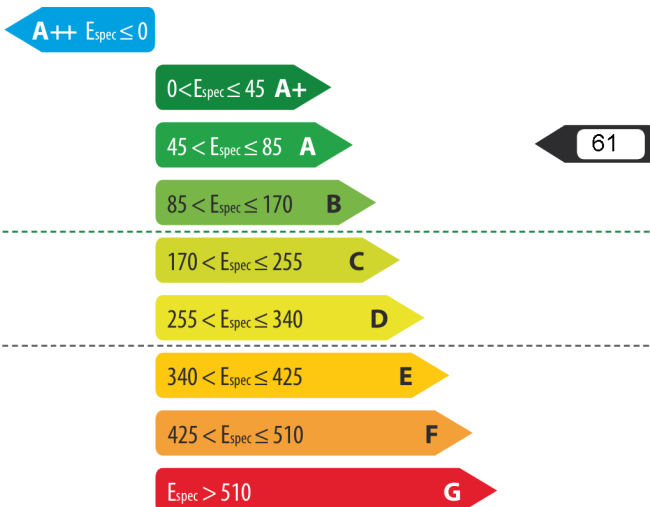 A++ Espec ≤ 0
0<Espec ≤ 45 A+
45 < Espec ≤ 85 A
61
85 < Espec ≤ 170 B
170 < Espec ≤ 255 C
255 < Espec ≤ 340 D
340 < Espec ≤ 425 E
425 < Espec ≤ 510 F
Espec > 510 G